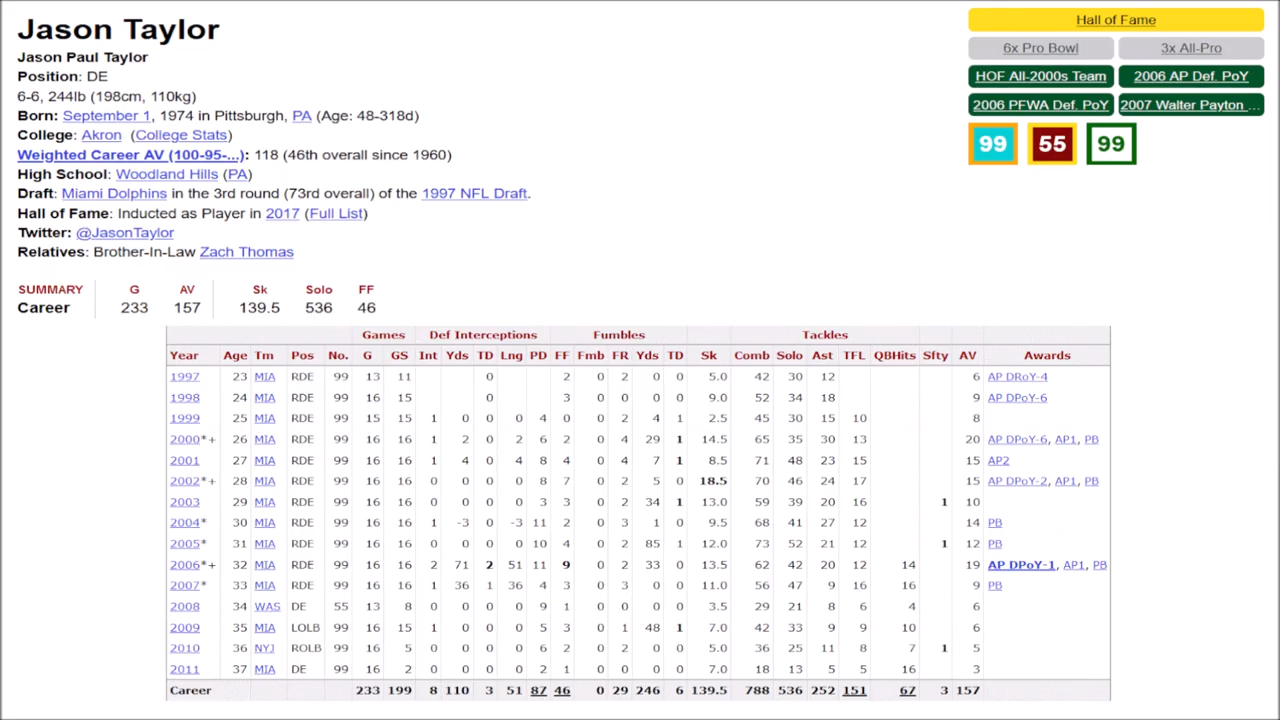 Jason Taylor
Jason Paul Taylor
Position: DE
6-6, 244lb (198cm, 110kg)
Born: September 1, 1974 in Pittsburgh, PA (Age: 48-318d)
College: Akron (College Stats)
Weighted Career AV (100-95-...): 118 (46th overall since 1960)
High School: Woodland Hills (PA)
Draft: Miami Dolphins in the 3rd round (73rd overall) of the 1997 NFL Draft.
Hall of Fame: Inducted as Player in 2017 (Full List)
Twitter: @JasonTaylor
Relatives: Brother-In-Law Zach Thomas
Hall of Fame
6x Pro Bowl 3x All-Pro
HOF All-2000s Team 2006 AP Def. PoY
2006 PFWA Def. PoY 2007 Walter Payton ...
99 55 99
SUMMARY G AV Sk Solo FF
Career 233 157 139.5 536 46
Games Def Interceptions Fumbles Tackles
Year Age Tm Pos No. G GS Int Yds TD Lng PD FF Fmb FR Yds TD Sk Comb Solo Ast TFL QBHits Sfty AV Awards
1997 23 MIA RDE 99 13 11 0 2 0 2 0 0 5.0 42 30 12 6 AP DRoY-4
1998 24 MIA RDE 99 16 15 0 3 0 0 0 0 9.0 52 34 18 9 AP DPoY-6
1999 25 MIA RDE 99 15 15 1 0 0 0 4 0 0 2 4 1 2.5 45 30 15 10 8
2000*+ 26 MIA RDE 99 16 16 1 2 0 2 6 2 0 4 29 1 14.5 65 35 30 13 20 AP DPoY-6, AP1, PB
2001 27 MIA RDE 99 16 16 1 4 0 4 8 4 0 4 7 1 8.5 71 48 23 15 15 AP2
2002*+ 28 MIA RDE 99 16 16 0 0 0 0 8 7 0 2 5 0 18.5 70 46 24 17 15 AP DPoY-2, AP1, PB
2003 29 MIA RDE 99 16 16 0 0 0 0 3 3 0 2 34 1 13.0 59 39 20 16 1 10
2004* 30 MIA RDE 99 16 16 1 -3 0 -3 11 2 0 3 1 0 9.5 68 41 27 12 14 PB
2005* 31 MIA RDE 99 16 16 0 0 0 0 10 4 0 2 85 1 12.0 73 52 21 12 1 12 PB
2006*+ 32 MIA RDE 99 16 16 2 71 2 51 11 9 0 2 33 0 13.5 62 42 20 12 14 19 AP DPoY-1, AP1, PB
2007* 33 MIA RDE 99 16 16 1 36 1 36 4 3 0 3 0 0 11.0 56 47 9 16 16 9 PB
2008 34 WAS DE 55 13 8 0 0 0 0 9 1 0 0 0 0 3.5 29 21 8 6 4 6
2009 35 MIA LOLB 99 16 15 1 0 0 0 5 3 0 1 48 1 7.0 42 33 9 9 10 6
2010 36 NYJ ROLB 99 16 5 0 0 0 0 6 2 0 2 0 0 5.0 36 25 11 8 7 1 5
2011 37 MIA DE 99 16 2 0 0 0 0 2 1 0 0 0 0 7.0 18 13 5 5 16 3
Career 233 199 8 110 3 51 87 46 0 29 246 6 139.5 788 536 252 151 67 3 157